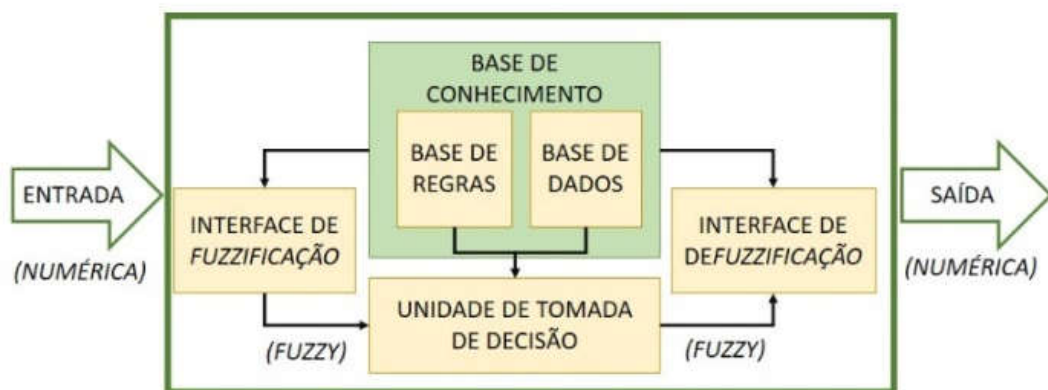 BASE DE
CONHECIMENTO
BASE DE
REGRAS
BASE DE
DADOS
ENTRADA
(NUMÉRICA)
INTERFACE DE
FUZZIFICAÇÃO
(FUZZY)
UNIDADE DE TOMADA
DE DECISÃO
(FUZZY)
INTERFACE DE
DEFUZZIFICAÇÃO
SAÍDA
(NUMÉRICA)